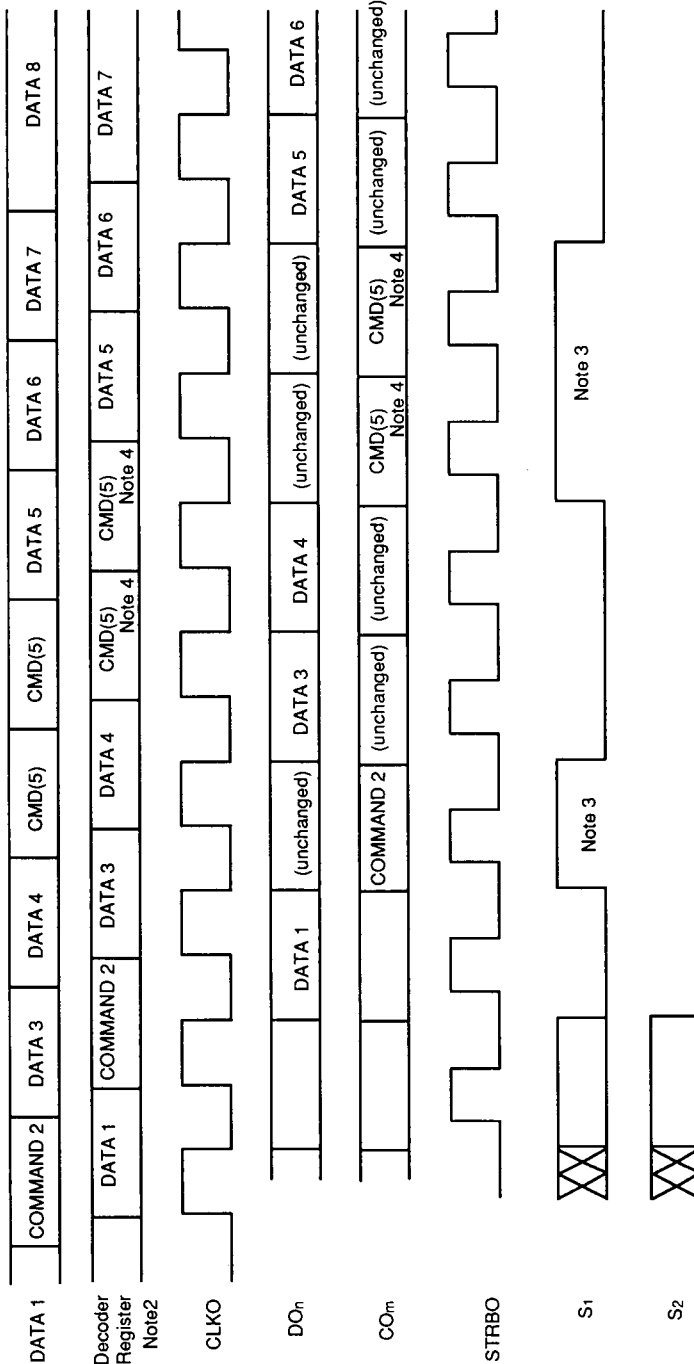 DATA 1
COMMAND 2
DATA 3
DATA 4
CMD(5)
CMD(5)
DATA 5
DATA 6
DATA 7
DATA 8
Decoder
Register
Note2
DATA 1
COMMAND 2
DATA 3
DATA 4
CMD(5)
Note 4
CMD(5)
Note 4
DATA 5
DATA 6
DATA 7
CLKO
DOn
DATA 1
(unchanged)
DATA 3
DATA 4
(unchanged)
(unchanged)
DATA 5
DATA 6
COm
COMMAND 2
(unchanged)
(unchanged)
CMD(5)
Note 4
CMD(5)
Note 4
(unchanged)
(unchanged)
STRBO
S1
Note 3
Note 3
S2